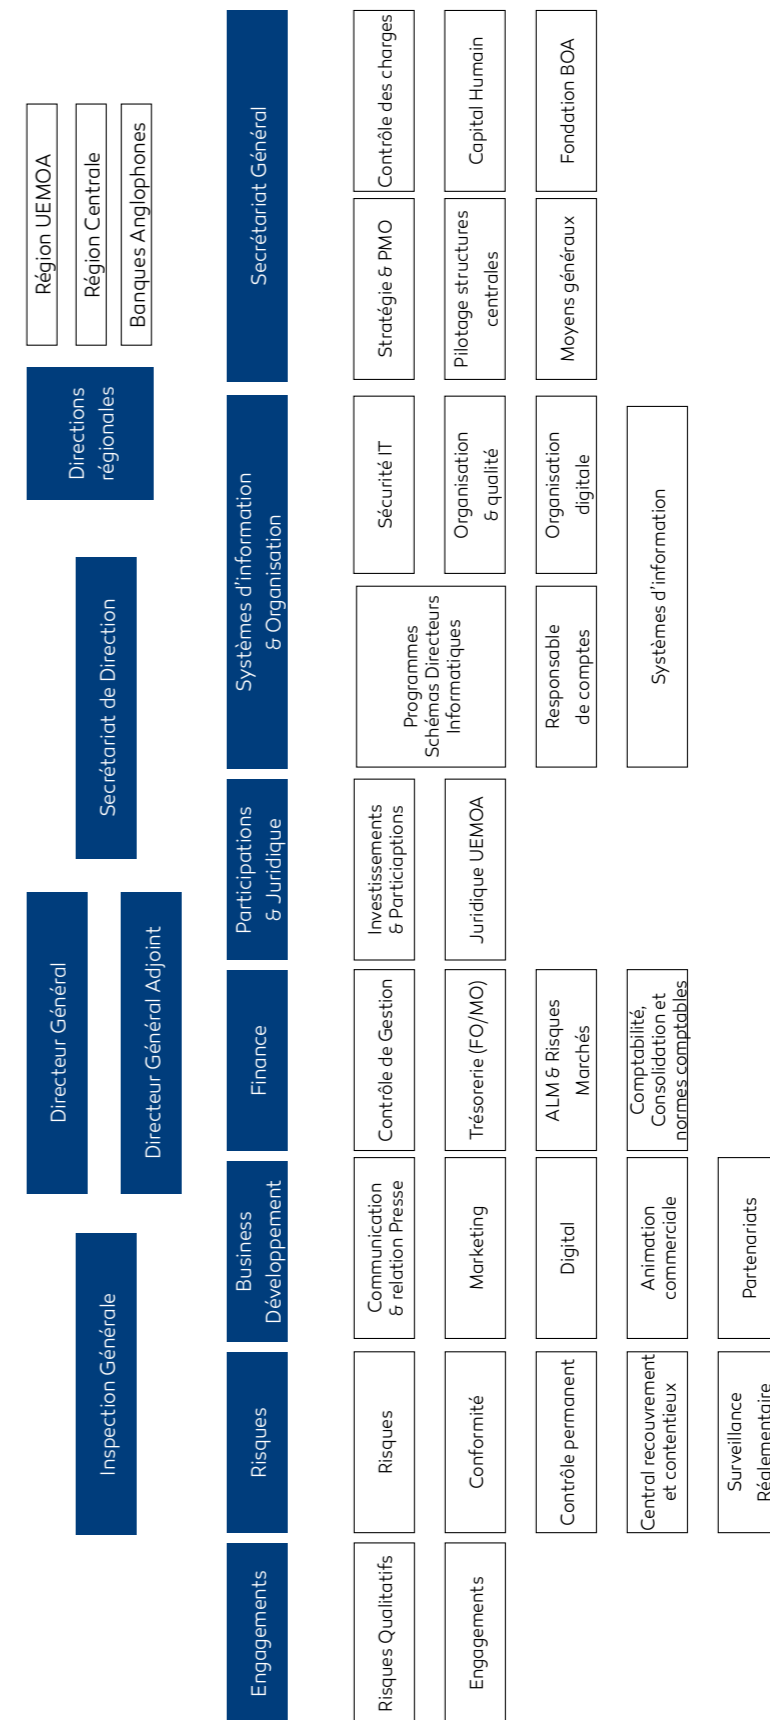 Directeur Général
Directeur Général Adjoint
Inspection Générale
Secrétariat de Direction
Directions
régionales
Région UEMOA
Région Centrale
Banques Anglophones
Engagements
Risques Qualitatifs
Engagements
Risques
Risques
Conformité
Contrôle permanent
Central recouvrement
et contentieux
Surveillance
Réglementaire
Business
Développement
Communication
& relation Presse
Marketing
Digital
Animation
commerciale
Partenariats
Finance
Contrôle de Gestion
Trésorerie (FO/MO)
ALM & Risques
Marchés
Comptabilité,
Consolidation et
normes comptables
Participations
& Juridique
Investissements
& Particiaptions
Juridique UEMOA
Systèmes d’information
& Organisation
Programmes
Schémas Directeurs
Informatiques
Sécurité IT
Organisation
& qualité
Responsable
de comptes
Organisation
digitale
Systèmes d’information
Secrétariat Général
Stratégie & PMO
Contrôle des charges
Pilotage structures
centrales
Capital Humain
Moyens généraux
Fondation BOA